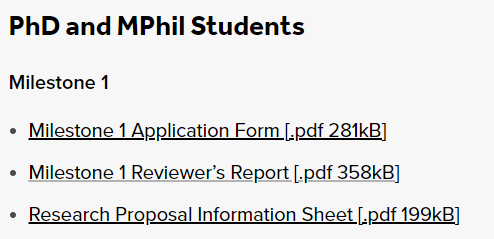 PhD and MPhil Students
Milestone 1
Milestone 1 Application Form [.pdf 281kB]
Milestone 1 Reviewer’s Report [.pdf 358kB]
Research Proposal Information Sheet [.pdf 199kB]